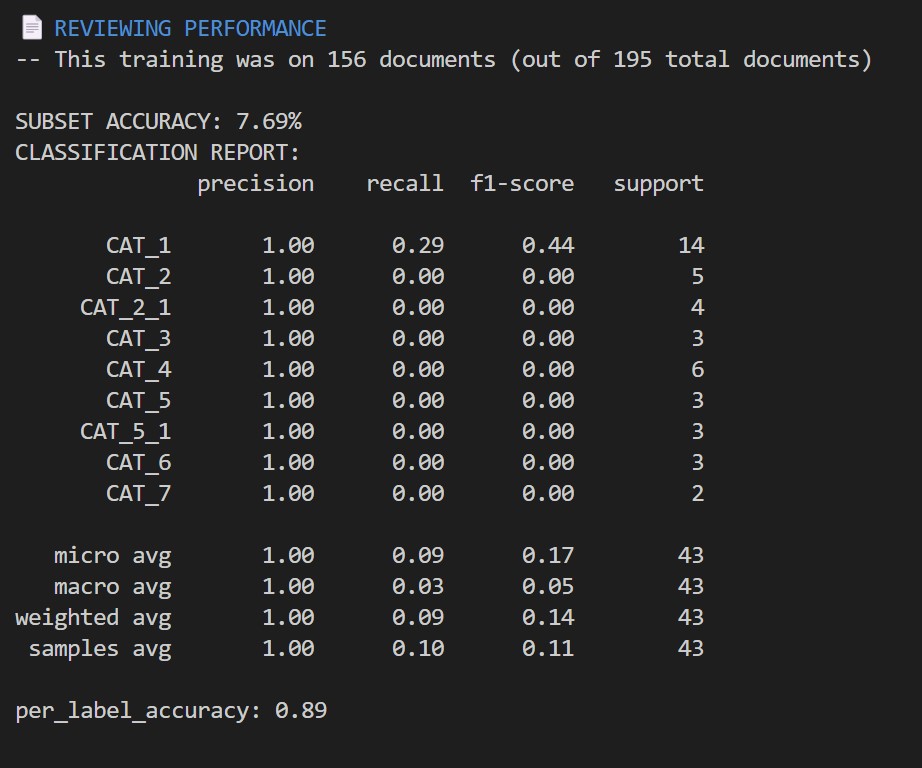 REVIEWING PERFORMANCE
-- This training was on 156 documents (out of 195 total documents)
SUBSET ACCURACY: 7.69%
CLASSIFICATION REPORT:
precision recall f1-score support
CAT_1 1.00 0.29 0.44 14
CAT_2 1.00 0.00 0.00 5
CAT_2_1 1.00 0.00 0.00 4
CAT_3 1.00 0.00 0.00 3
CAT_4 1.00 0.00 0.00 6
CAT_5 1.00 0.00 0.00 3
CAT_5_1 1.00 0.00 0.00 3
CAT_6 1.00 0.00 0.00 3
CAT_7 1.00 0.00 0.00 2
micro avg 1.00 0.09 0.17 43
macro avg 1.00 0.03 0.05 43
weighted avg 1.00 0.09 0.14 43
samples avg 1.00 0.10 0.11 43
per_label_accuracy: 0.89